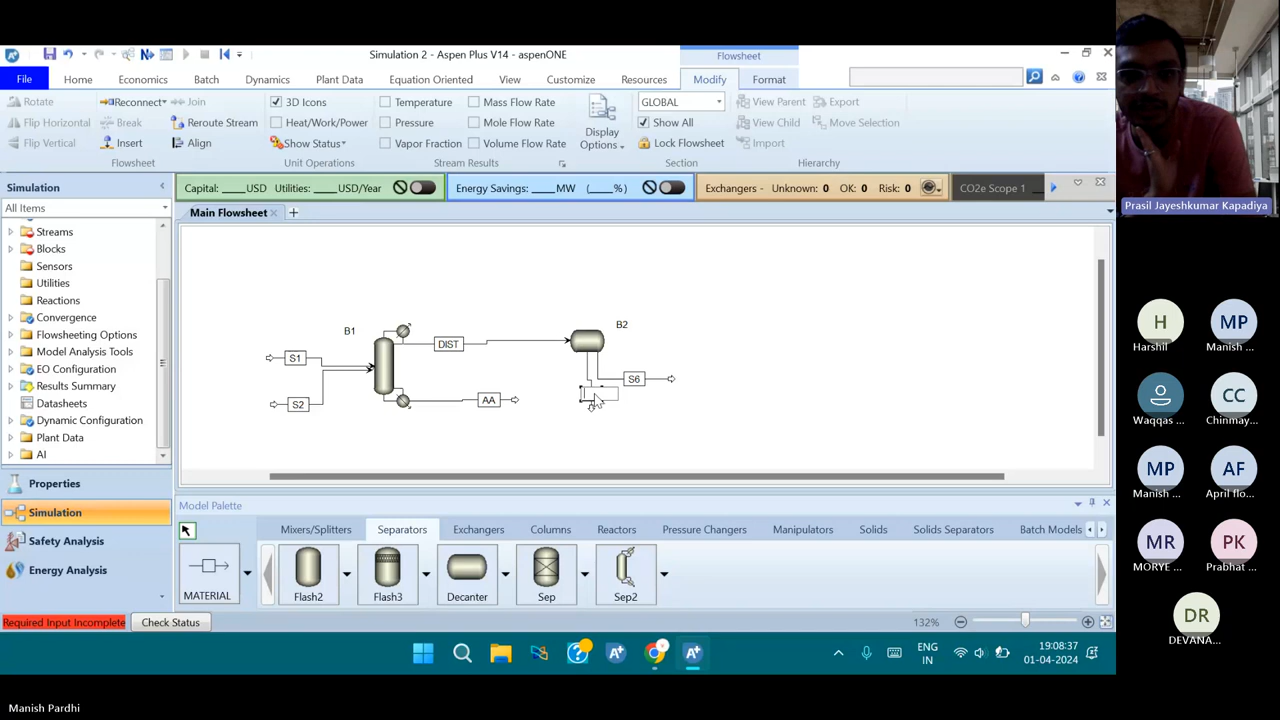 Simulation 2 - Aspen Plus V14 - aspenONE
Flowsheet
File
Home
Economics
Batch
Dynamics
Plant Data
Equation Oriented
View
Customize
Resources
Modify
Format
Rotate
Reconnect
Join
3D Icons
Temperature
Mass Flow Rate
GLOBAL
View Parent
Export
Flip Horizontal
Break
Reroute Stream
Heat/Work/Power
Pressure
Mole Flow Rate
Display
Options
Show All
View Child
Move Selection
Flip Vertical
Insert
Align
Show Status
Vapor Fraction
Volume Flow Rate
Lock Flowsheet
Import
Flowsheet
Unit Operations
Stream Results
Section
Hierarchy
Simulation
Capital: ____USD Utilities: ____USD/Year
Energy Savings: ____MW (____%)
Exchangers - Unknown: 0 OK: 0 Risk: 0
CO2e Scope 1
Prasil Jayeshkumar Kapadiya
All Items
Main Flowsheet
Streams
Blocks
Sensors
Utilities
Reactions
Convergence
Flowsheeting Options
Model Analysis Tools
EO Configuration
Results Summary
Datasheets
Dynamic Configuration
Plant Data
AI
B1
DIST
B2
S1
S2
AA
S6
Properties
Simulation
Safety Analysis
Energy Analysis
Model Palette
Mixers/Splitters
Separators
Exchangers
Columns
Reactors
Pressure Changers
Manipulators
Solids
Solids Separators
Batch Models
MATERIAL
Flash2
Flash3
Decanter
Sep
Sep2
Required Input Incomplete
Check Status
132%
ENG
IN
19:08:37
01-04-2024
H
Harshil
MP
Manish ...
Waqqas ...
CC
Chinmay...
MP
Manish ...
AF
April flo...
MR
MORYE ...
PK
Prabhat ...
DR
DEVANA...
Manish Pardhi